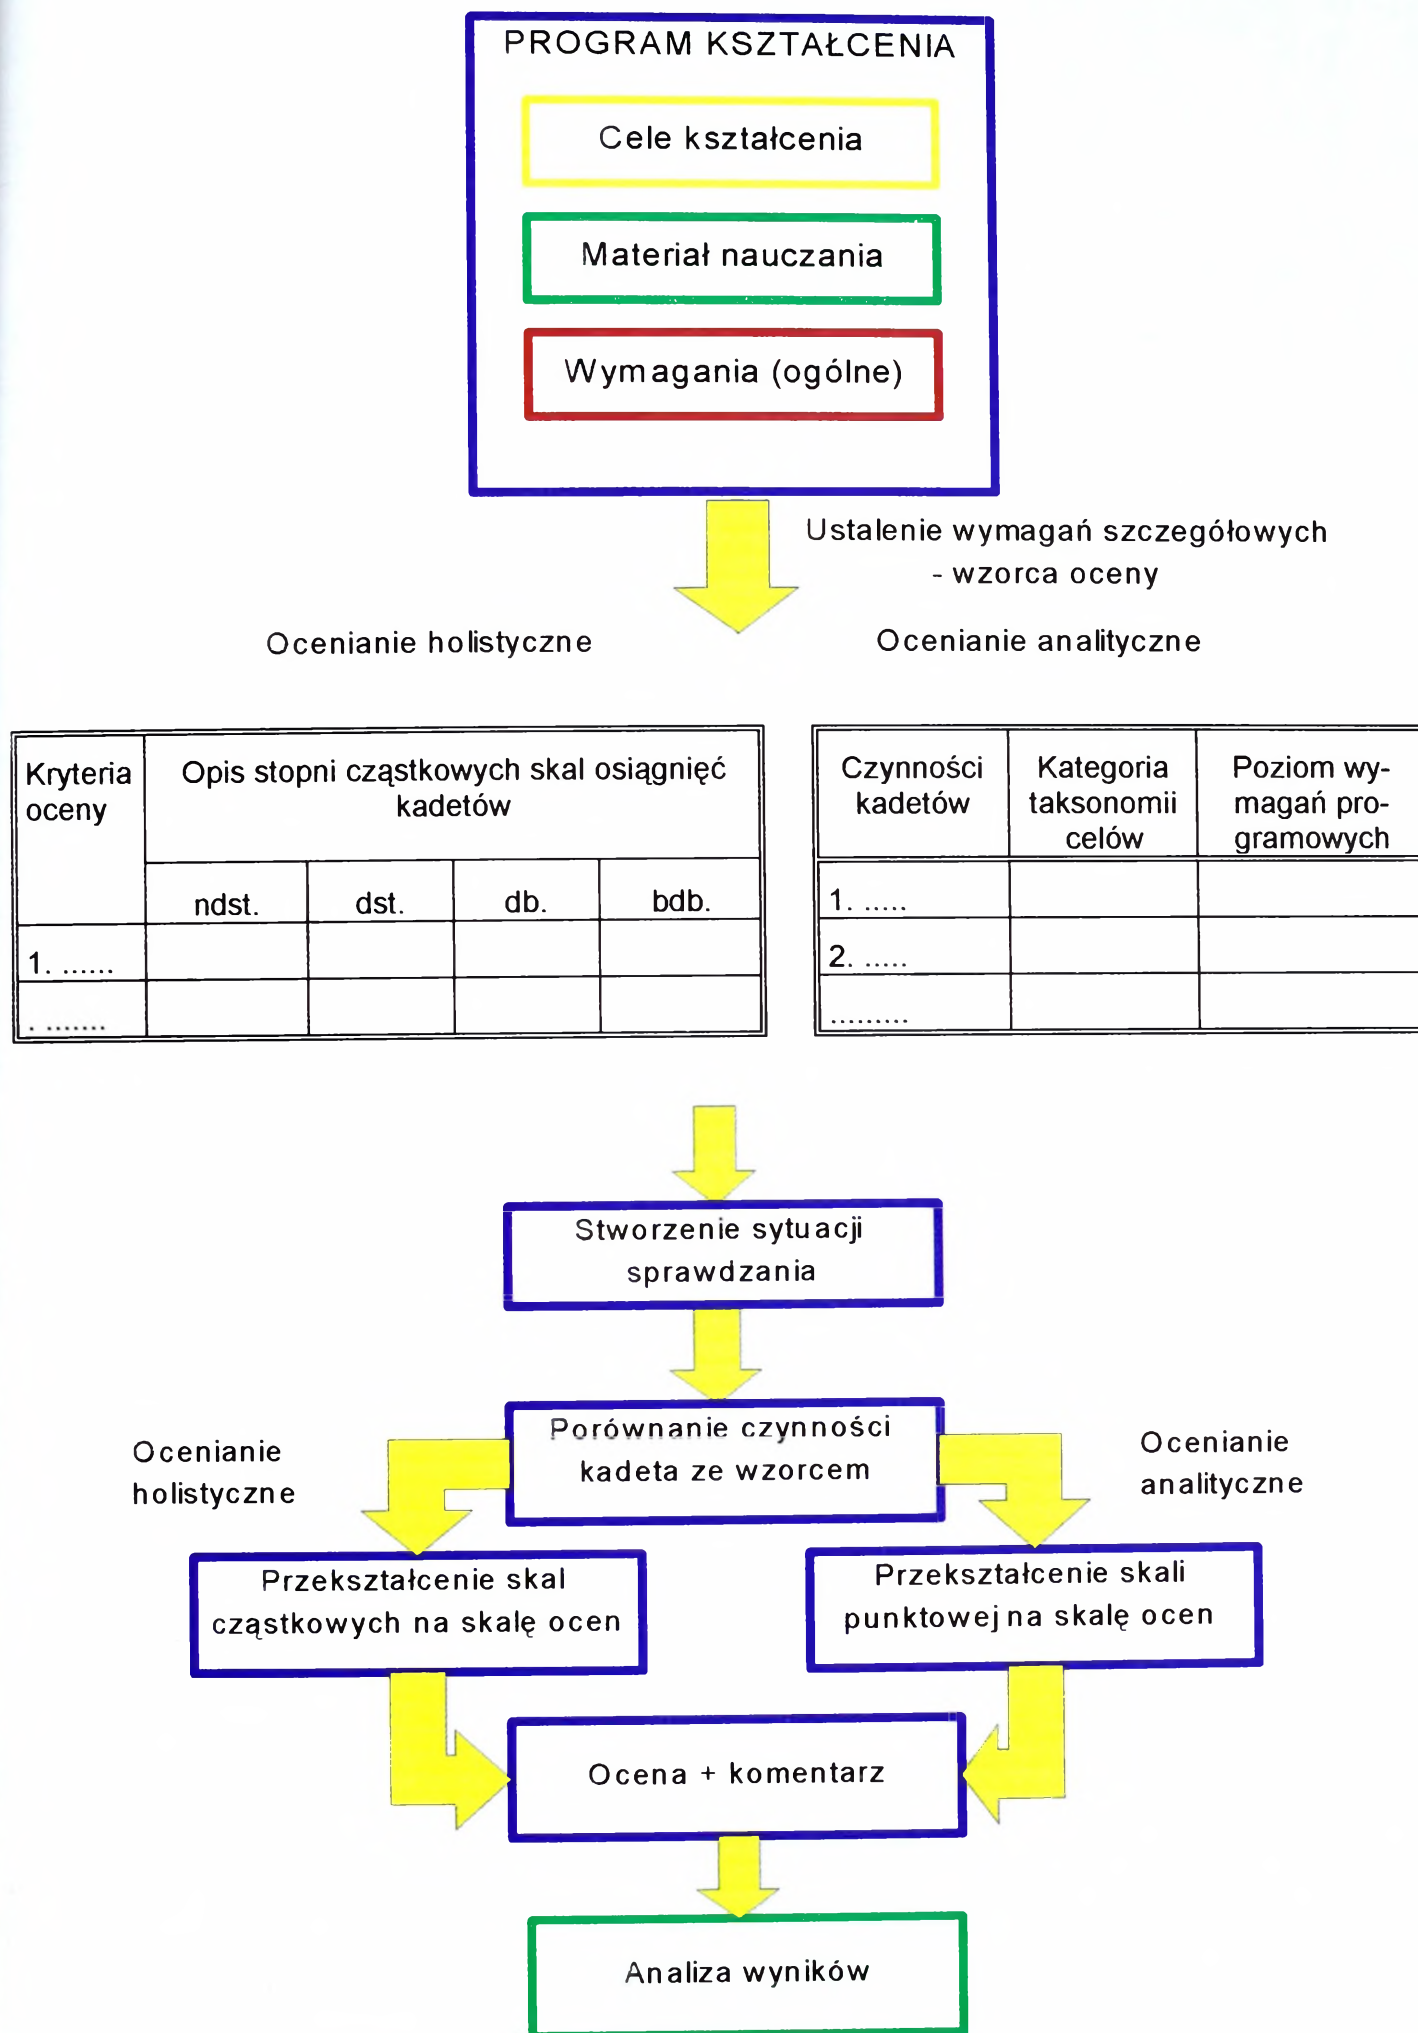 PROGRAM KSZTAŁCENIA
Cele kształcenia
Materiał nauczania
Wymagania (ogólne)
Ustalenie wymagań szczegółowych
- wzorca oceny
Ocenianie holistyczne
Ocenianie analityczne
Kryteria
oceny
Opis stopni cząstkowych skal osiągnięć
kadetów
ndst.
dst.
db.
bdb.
1. ......
. .......
Czynności
kadetów
Kategoria
taksonomii
celów
Poziom wy-
magań pro-
gramowych
1. .....
2. .....
.........
Stworzenie sytuacji
sprawdzania
Porównanie czynności
kadeta ze wzorcem
Ocenianie
holistyczne
Ocenianie
analityczne
Przekształcenie skal
cząstkowych na skalę ocen
Przekształcenie skali
punktowej na skalę ocen
Ocena + komentarz
Analiza wyników